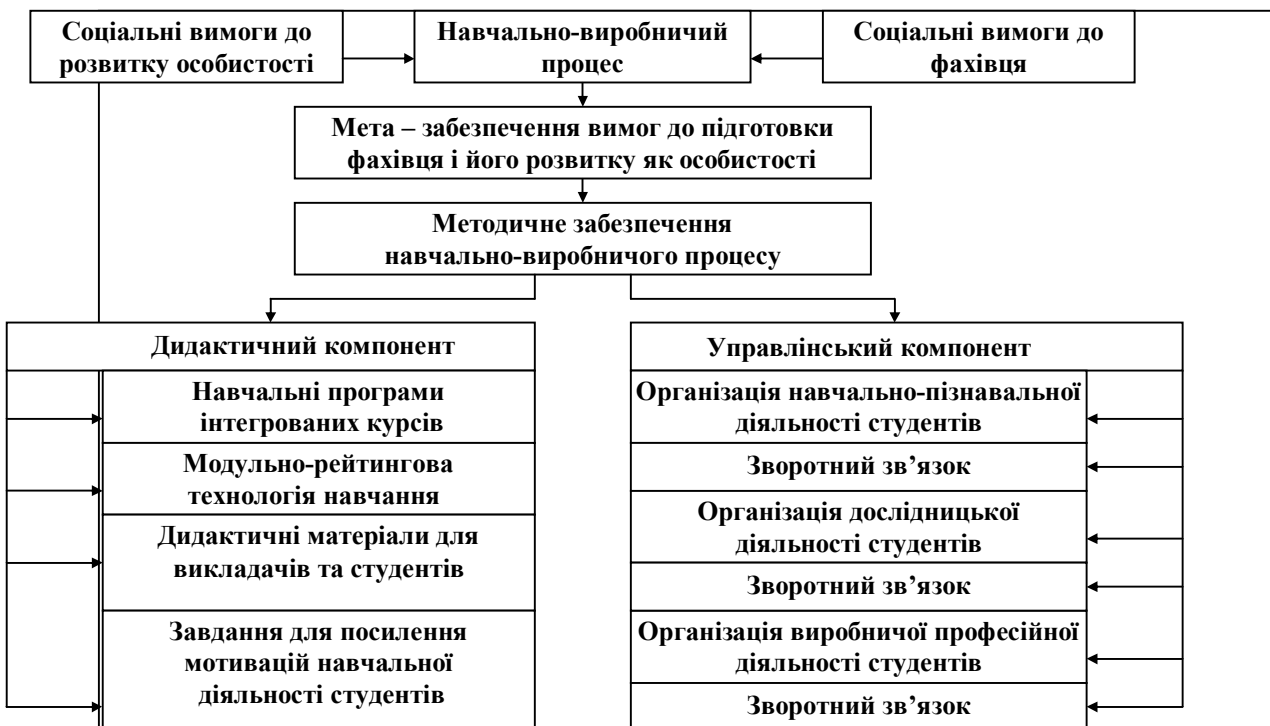 Соціальні вимоги до
розвитку особистості
Навчально-виробничий
процес
Соціальні вимоги до
фахівця
Мета – забезпечення вимог до підготовки
фахівця і його розвитку як особистості
Методичне забезпечення
навчально-виробничого процесу
Дидактичний компонент
Навчальні програми
інтегрованих курсів
Модульно-рейтингова
технологія навчання
Дидактичні матеріали для
викладачів та студентів
Завдання для посилення
мотивацій навчальної
діяльності студентів
Управлінський компонент
Організація навчально-пізнавальної
діяльності студентів
Зворотний зв’язок
Організація дослідницької
діяльності студентів
Зворотний зв’язок
Організація виробничої професійної
діяльності студентів
Зворотний зв’язок